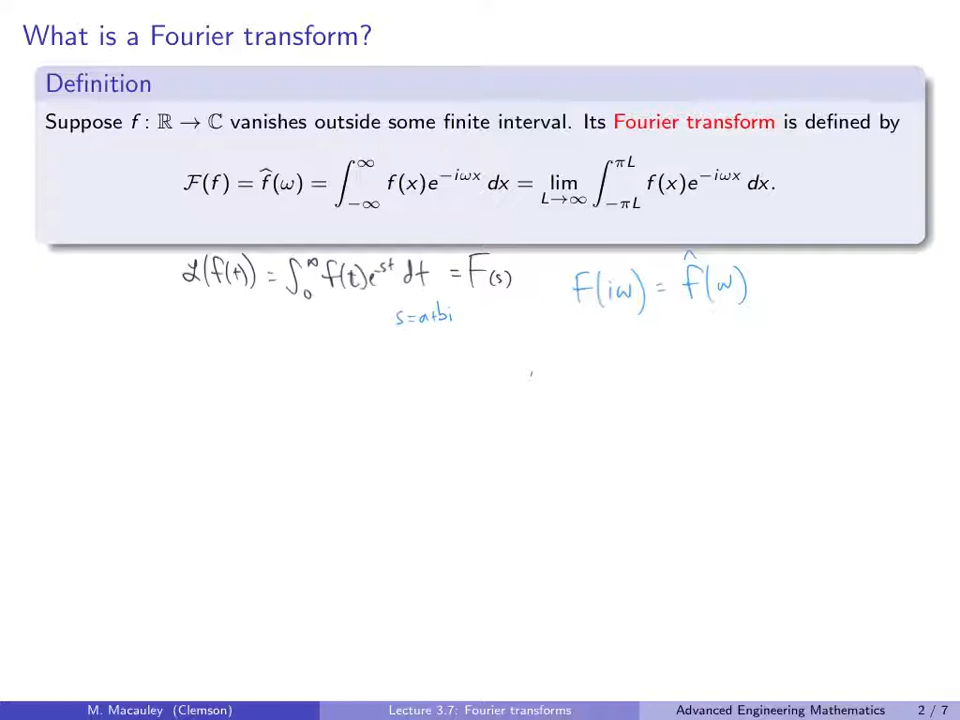 What is a Fourier transform?
Definition
Suppose f : ℝ → ℂ vanishes outside some finite interval. Its Fourier transform is defined by
𝓕(f) = f̂(ω) = ∫_{−∞}^{∞} f(x)e^{−iωx} dx = lim_{L→∞} ∫_{−πL}^{πL} f(x)e^{−iωx} dx.
ℒ(f(t)) = ∫_0^∞ f(t)e^{-st} dt = F(s) F(iω) = f̂(ω)
s=a+bi
M. Macauley (Clemson) Lecture 3.7: Fourier transforms Advanced Engineering Mathematics 2 / 7